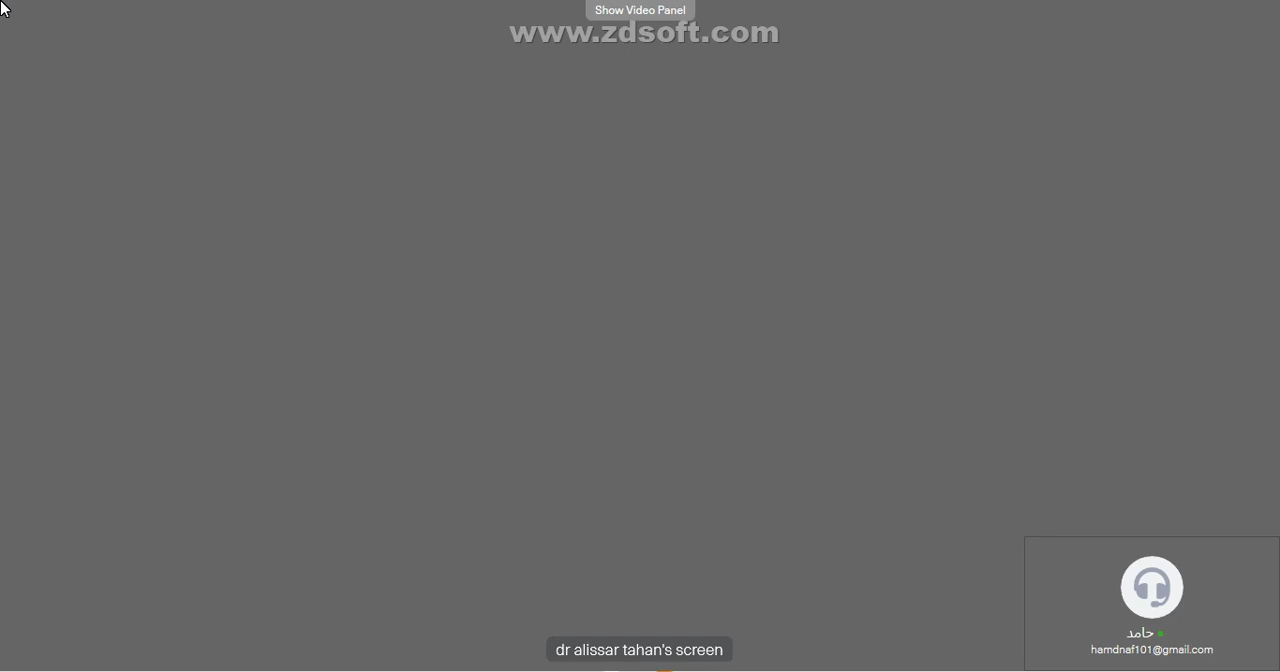 Show Video Panel
www.zdsoft.com
dr alissar tahan's screen
حامد
hamdnaf101@gmail.com